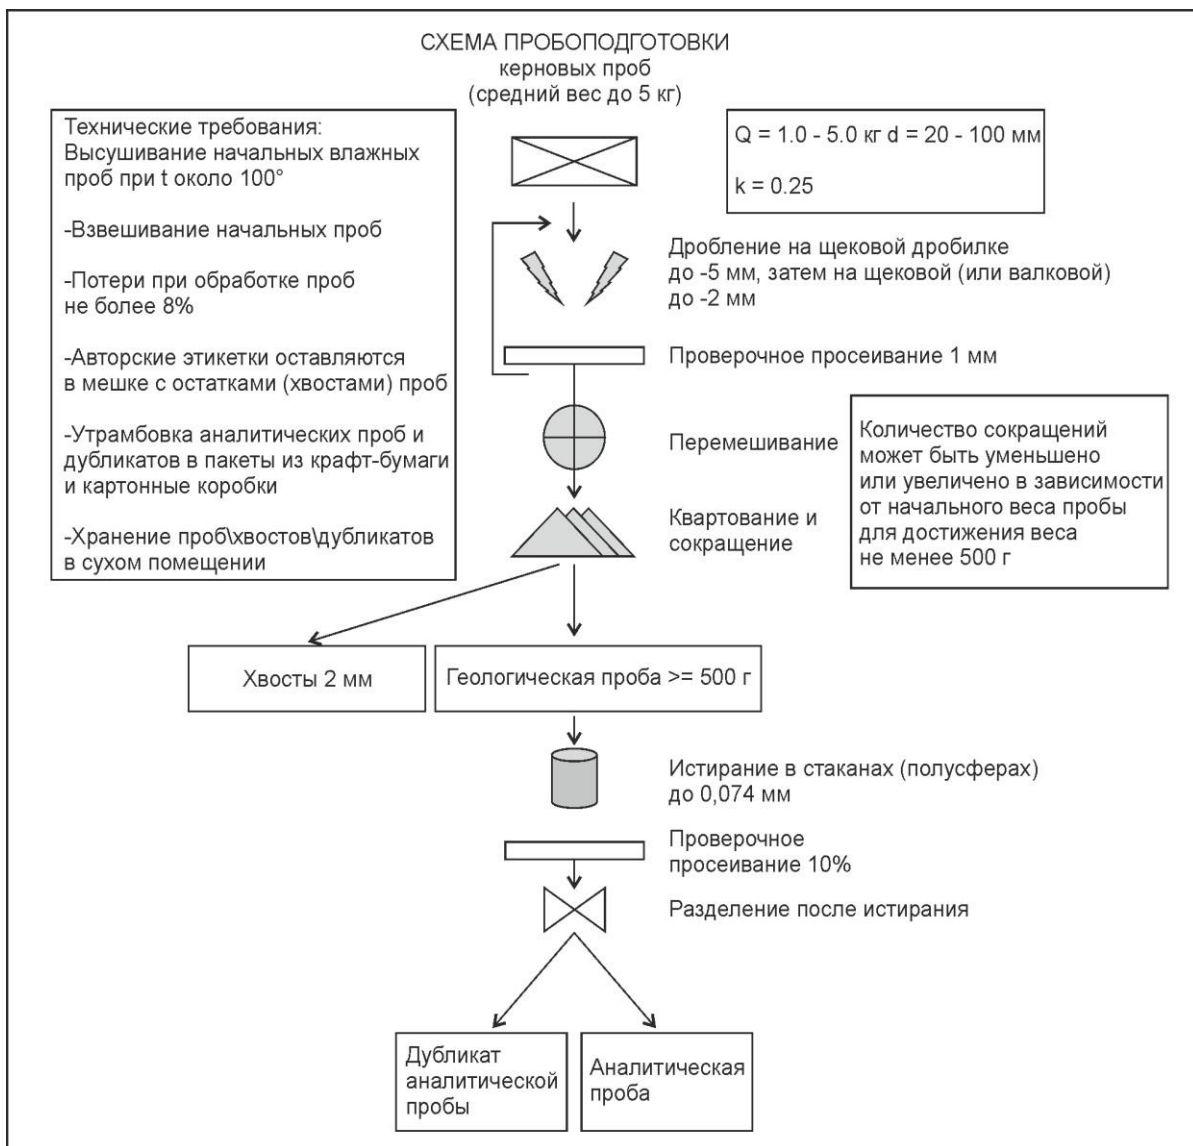 СХЕМА ПРОБОПОДГОТОВКИ
керновых проб
(средний вес до 5 кг)
Технические требования:
Высушивание начальных влажных
проб при t около 100°
-Взвешивание начальных проб
-Потери при обработке проб
не более 8%
-Авторские этикетки оставляются
в мешке с остатками (хвостами) проб
-Утрамбовка аналитических проб и
дубликатов в пакеты из крафт-бумаги
и картонные коробки
-Хранение проб\хвостов\дубликатов
в сухом помещении
Q = 1.0 - 5.0 кг d = 20 - 100 мм
k = 0.25
Дробление на щековой дробилке
до -5 мм, затем на щековой (или валковой)
до -2 мм
Проверочное просеивание 1 мм
Перемешивание
Количество сокращений
может быть уменьшено
или увеличено в зависимости
от начального веса пробы
для достижения веса
не менее 500 г
Квартование и
сокращение
Хвосты 2 мм
Геологическая проба >= 500 г
Истирание в стаканах (полусферах)
до 0,074 мм
Проверочное
просеивание 10%
Разделение после истирания
Дубликат
аналитической
пробы
Аналитическая
проба